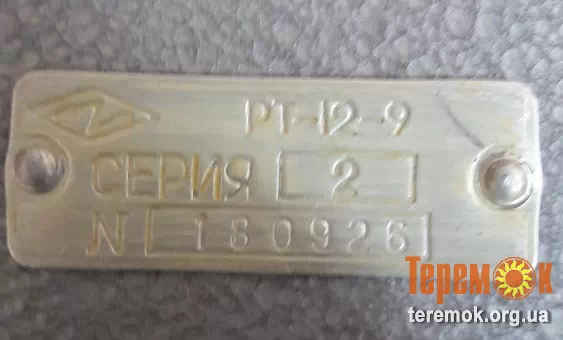 РТ-12-9
СЕРИЯ 2
N 180926
Теремок
teremok.org.ua